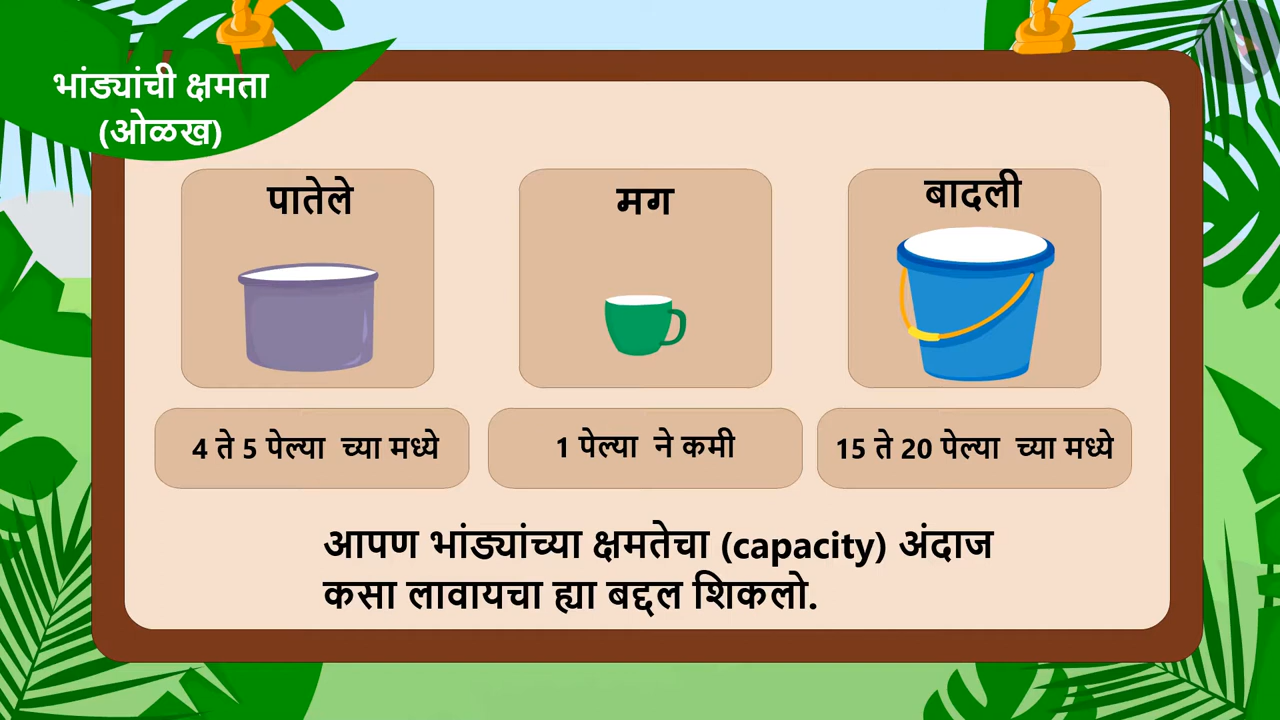 भांड्यांची क्षमता
(ओळख)
पातेले
मग
बादली
4 ते 5 पेल्या च्या मध्ये
1 पेल्या ने कमी
15 ते 20 पेल्या च्या मध्ये
आपण भांड्यांच्या क्षमतेचा (capacity) अंदाज
कसा लावायचा ह्या बद्दल शिकलो.